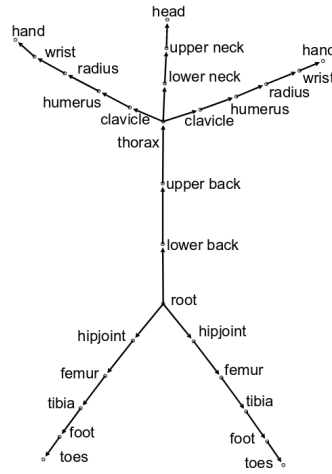 head
hand
upper neck
hand
wrist
radius
lower neck
wrist
radius
humerus
humerus
clavicle
clavicle
thorax
upper back
lower back
root
hipjoint
hipjoint
femur
femur
tibia
tibia
foot
foot
toes
toes